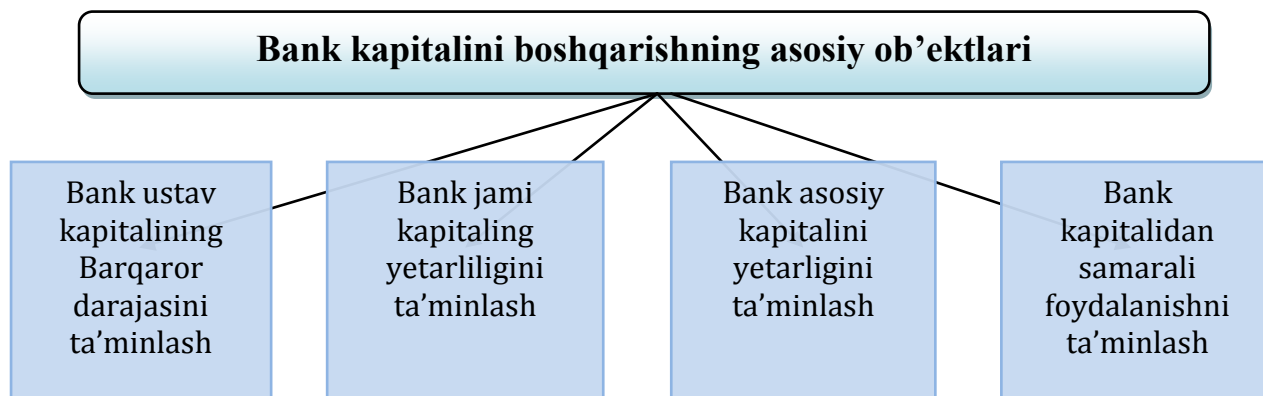 Bank kapitalini boshqarishning asosiy ob’ektlari
Bank ustav
kapitalining
Barqaror
darajasini
ta’minlash
Bank jami
kapitaling
yetarliligini
ta’minlash
Bank asosiy
kapitalini
yetarligini
ta’minlash
Bank
kapitalidan
samarali
foydalanishni
ta’minlash